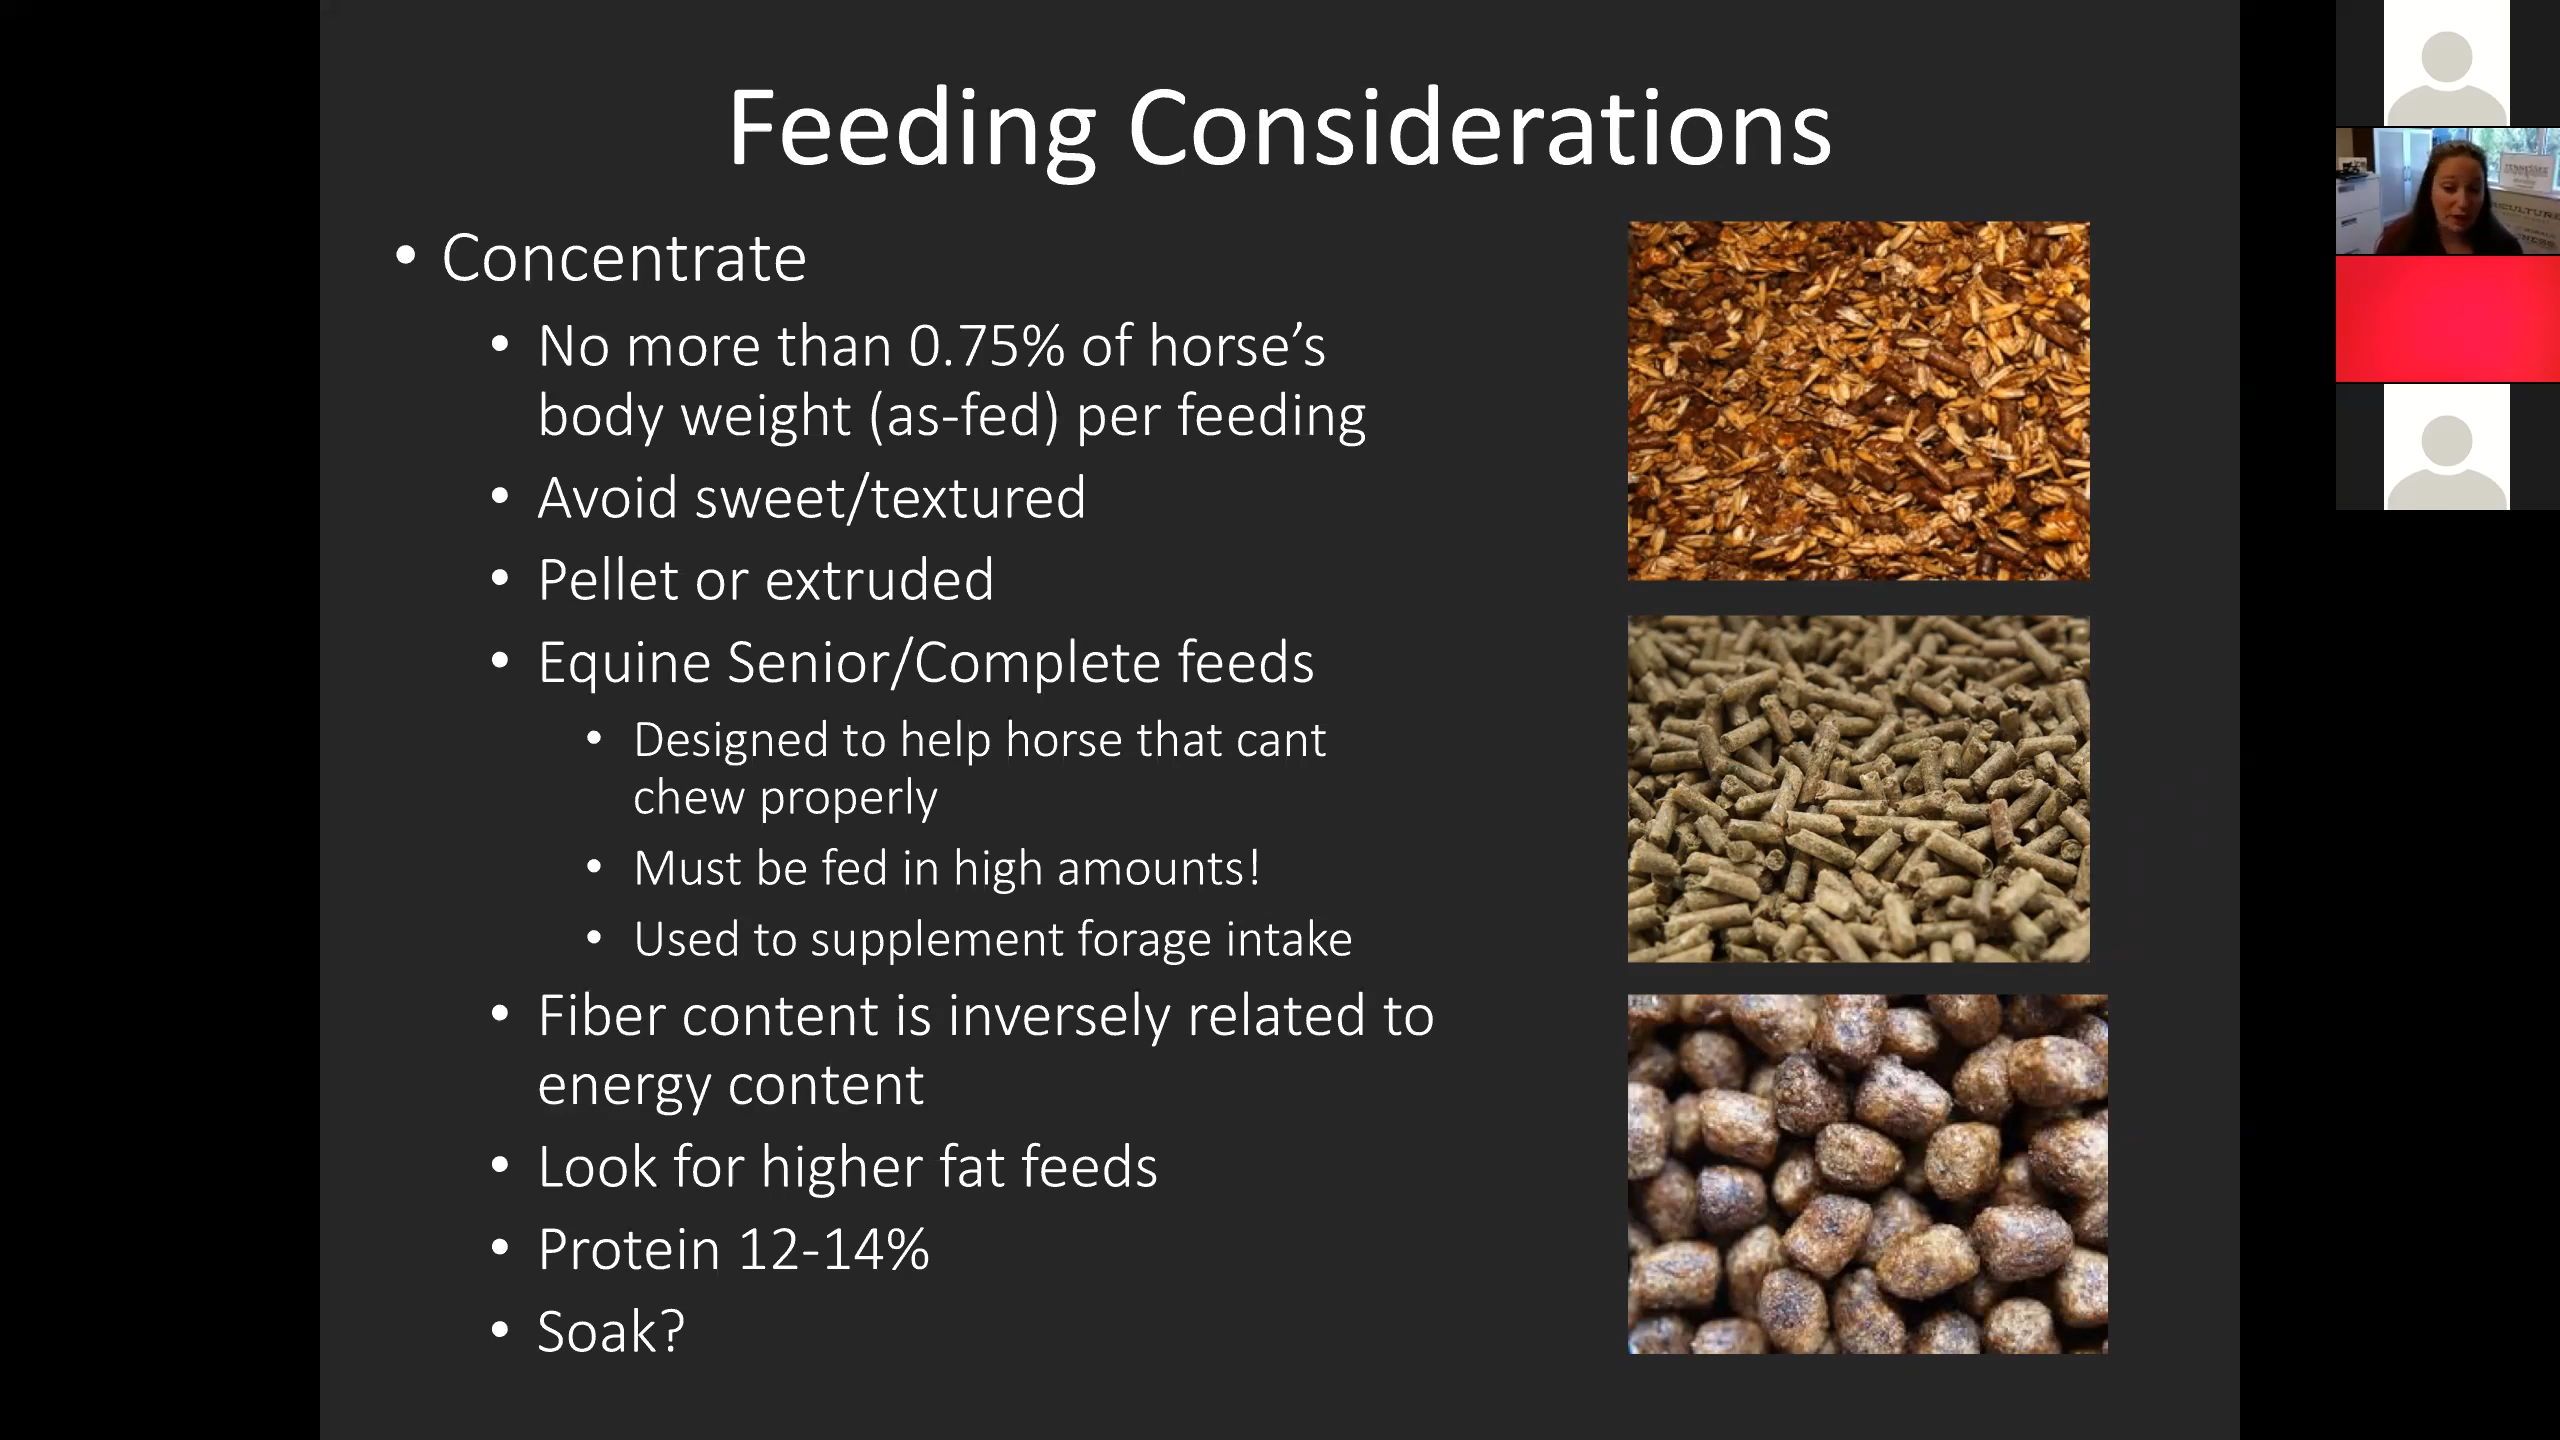 Feeding Considerations
• Concentrate
• No more than 0.75% of horse’s
body weight (as-fed) per feeding
• Avoid sweet/textured
• Pellet or extruded
• Equine Senior/Complete feeds
• Designed to help horse that cant
chew properly
• Must be fed in high amounts!
• Used to supplement forage intake
• Fiber content is inversely related to
energy content
• Look for higher fat feeds
• Protein 12-14%
• Soak?
TENNESSEE